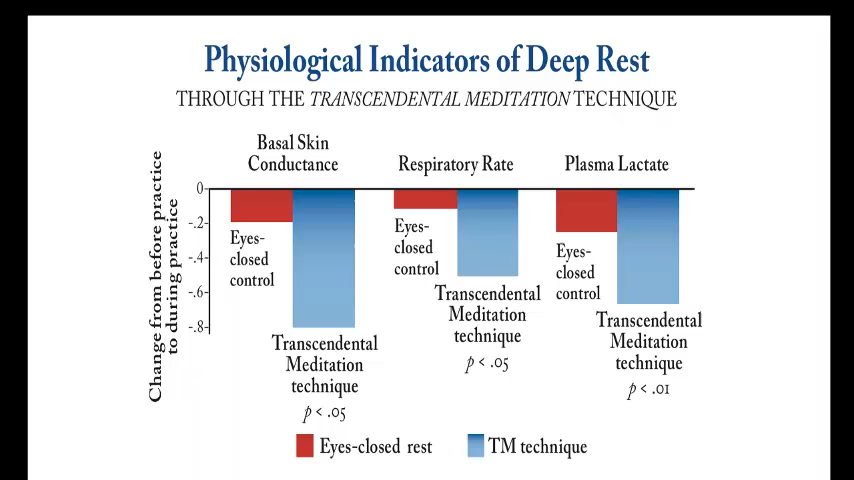 Physiological Indicators of Deep Rest
THROUGH THE TRANSCENDENTAL MEDITATION TECHNIQUE
Change from before practice
to during practice
0
-.2
-.4
-.6
-.8
Basal Skin
Conductance
Eyes-
closed
control
Transcendental
Meditation
technique
p < .05
Respiratory Rate
Eyes-
closed
control
Transcendental
Meditation
technique
p < .05
Plasma Lactate
Eyes-
closed
control
Transcendental
Meditation
technique
p < .01
Eyes-closed rest
TM technique